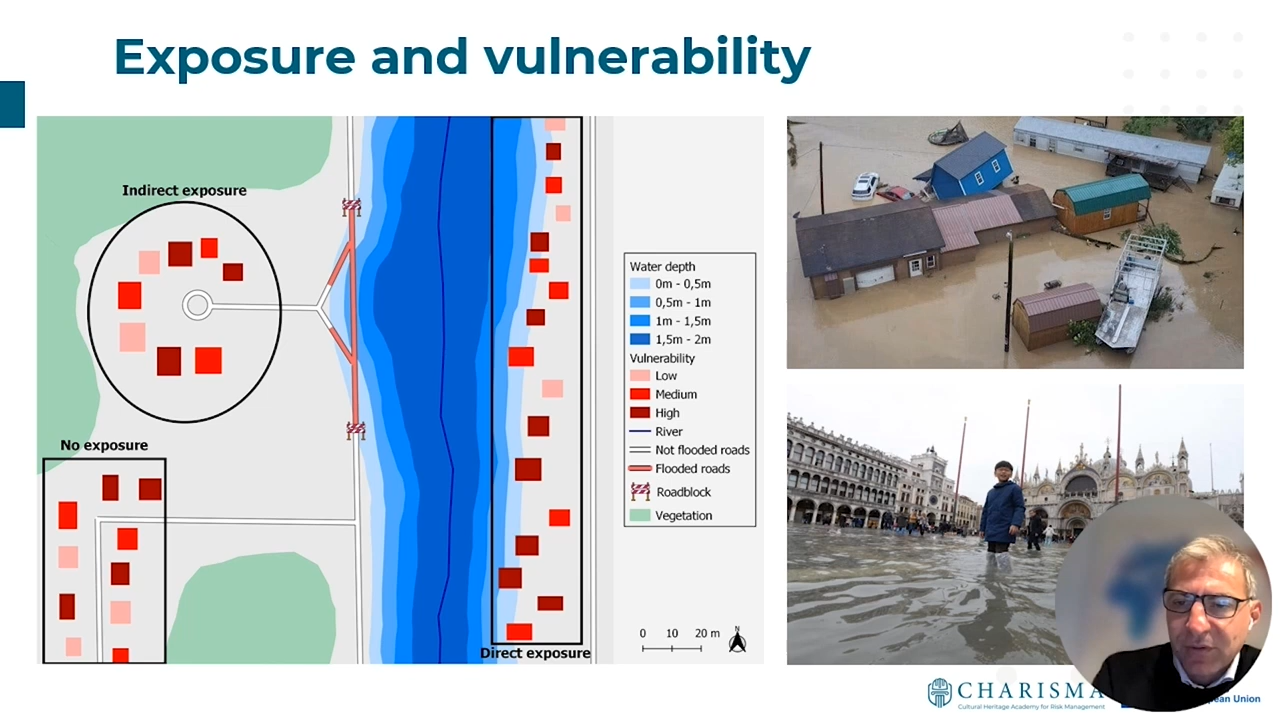 Exposure and vulnerability
Indirect exposure
No exposure
Direct exposure
Water depth
0m - 0,5m
0,5m - 1m
1m - 1,5m
1,5m - 2m
Vulnerability
Low
Medium
High
River
Not flooded roads
Flooded roads
Roadblock
Vegetation
0 10 20 m
N
CHARISMA
Cultural Heritage Academy for Risk Management
Union